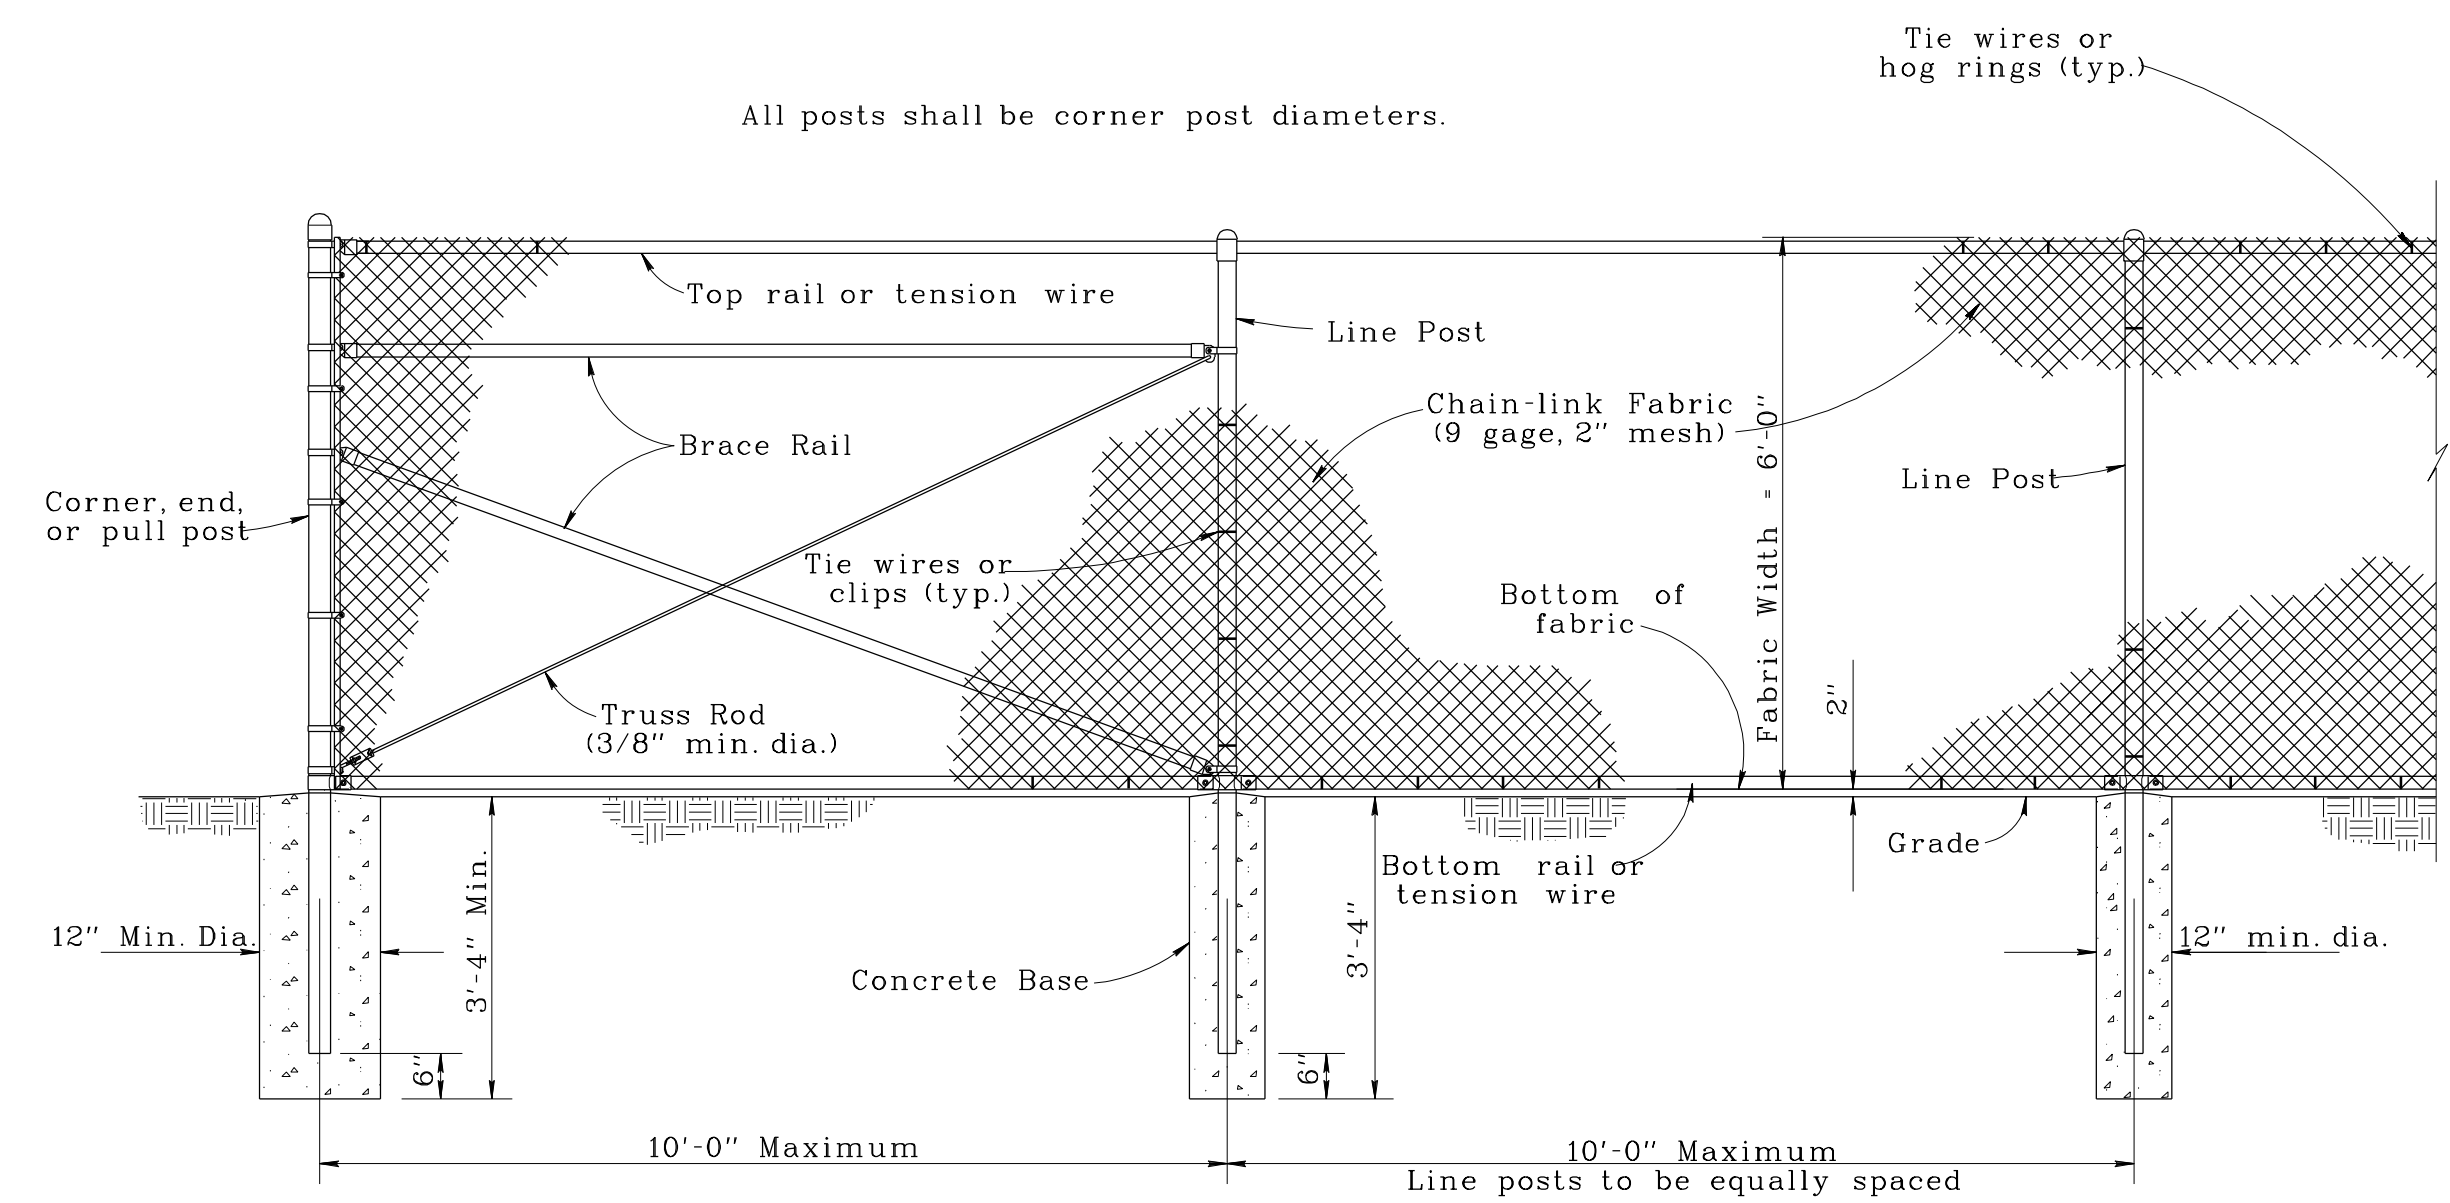 Tie wires or
hog rings (typ.)
All posts shall be corner post diameters.
Top rail or tension wire
Line Post
Chain-link Fabric
(9 gage, 2" mesh)
Brace Rail
Fabric Width = 6'-0"
Line Post
Corner, end,
or pull post
Tie wires or
clips (typ.)
Bottom of
fabric
2"
Truss Rod
(3/8" min. dia.)
Grade
Bottom rail or
tension wire
3'-4" Min.
3'-4"
12" Min. Dia.
12" min. dia.
Concrete Base
6"
6"
10'-0" Maximum
10'-0" Maximum
Line posts to be equally spaced